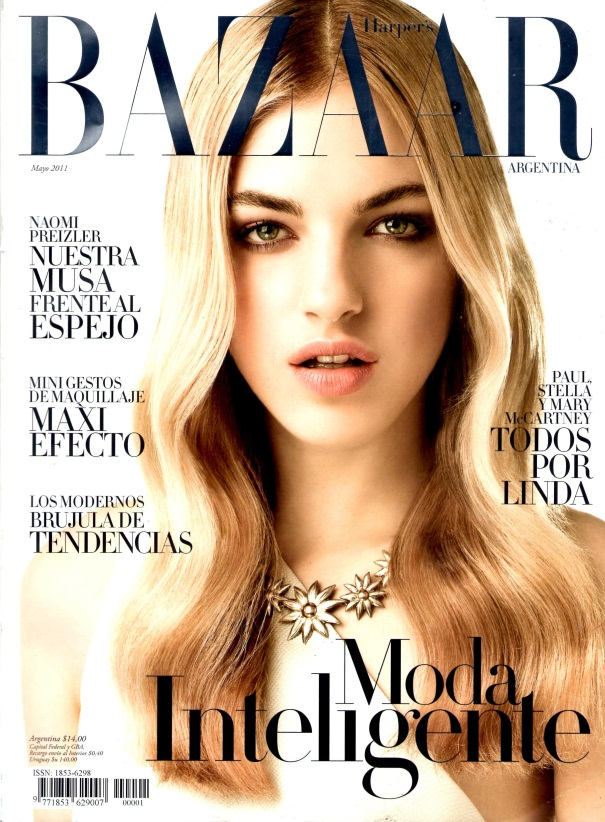 Harper's
BAZAAR
ARGENTINA
Mayo 2011
NAOMI
PREIZLER
NUESTRA
MUSA
FRENTE AL
ESPEJO
MINI GESTOS
DE MAQUILLAJE
MAXI
EFECTO
LOS MODERNOS
BRUJULA DE
TENDENCIAS
PAUL,
STELLA
Y MARY
McCARTNEY
TODOS
POR
LINDA
Moda
Inteligente
Argentina $14,00
Capital Federal y GBA.
Recargo envío al Interior $0,40
Uruguay $u 140,00
ISSN: 1853-6298
9 771853 629007
00001